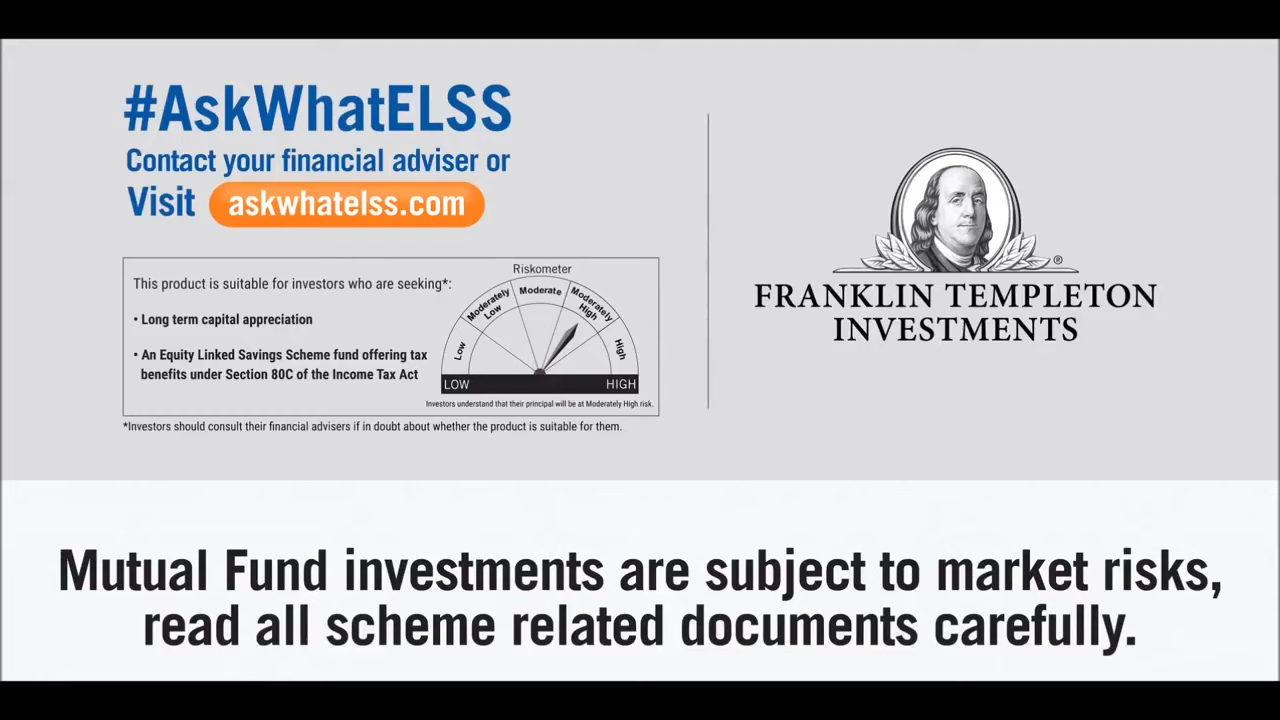 #AskWhatELSS
Contact your financial adviser or
Visit askwhatelss.com
This product is suitable for investors who are seeking*:
• Long term capital appreciation
• An Equity Linked Savings Scheme fund offering tax
benefits under Section 80C of the Income Tax Act
Riskometer
Low
Moderately
Low
Moderate
Moderately
High
High
LOW HIGH
Investors understand that their principal will be at Moderately High risk.
*Investors should consult their financial advisers if in doubt about whether the product is suitable for them.
®
FRANKLIN TEMPLETON
INVESTMENTS
Mutual Fund investments are subject to market risks,
read all scheme related documents carefully.